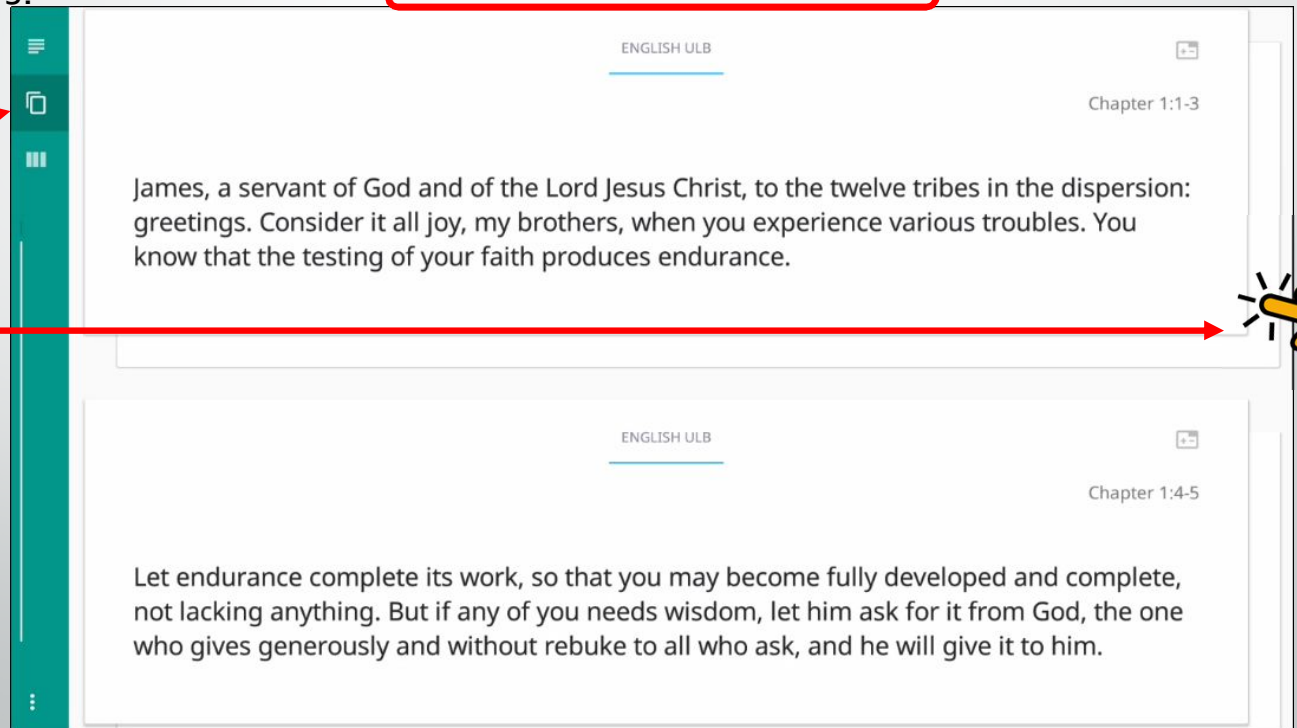 ENGLISH ULB
Chapter 1:1-3
James, a servant of God and of the Lord Jesus Christ, to the twelve tribes in the dispersion:
greetings. Consider it all joy, my brothers, when you experience various troubles. You
know that the testing of your faith produces endurance.
ENGLISH ULB
Chapter 1:4-5
Let endurance complete its work, so that you may become fully developed and complete,
not lacking anything. But if any of you needs wisdom, let him ask for it from God, the one
who gives generously and without rebuke to all who ask, and he will give it to him.